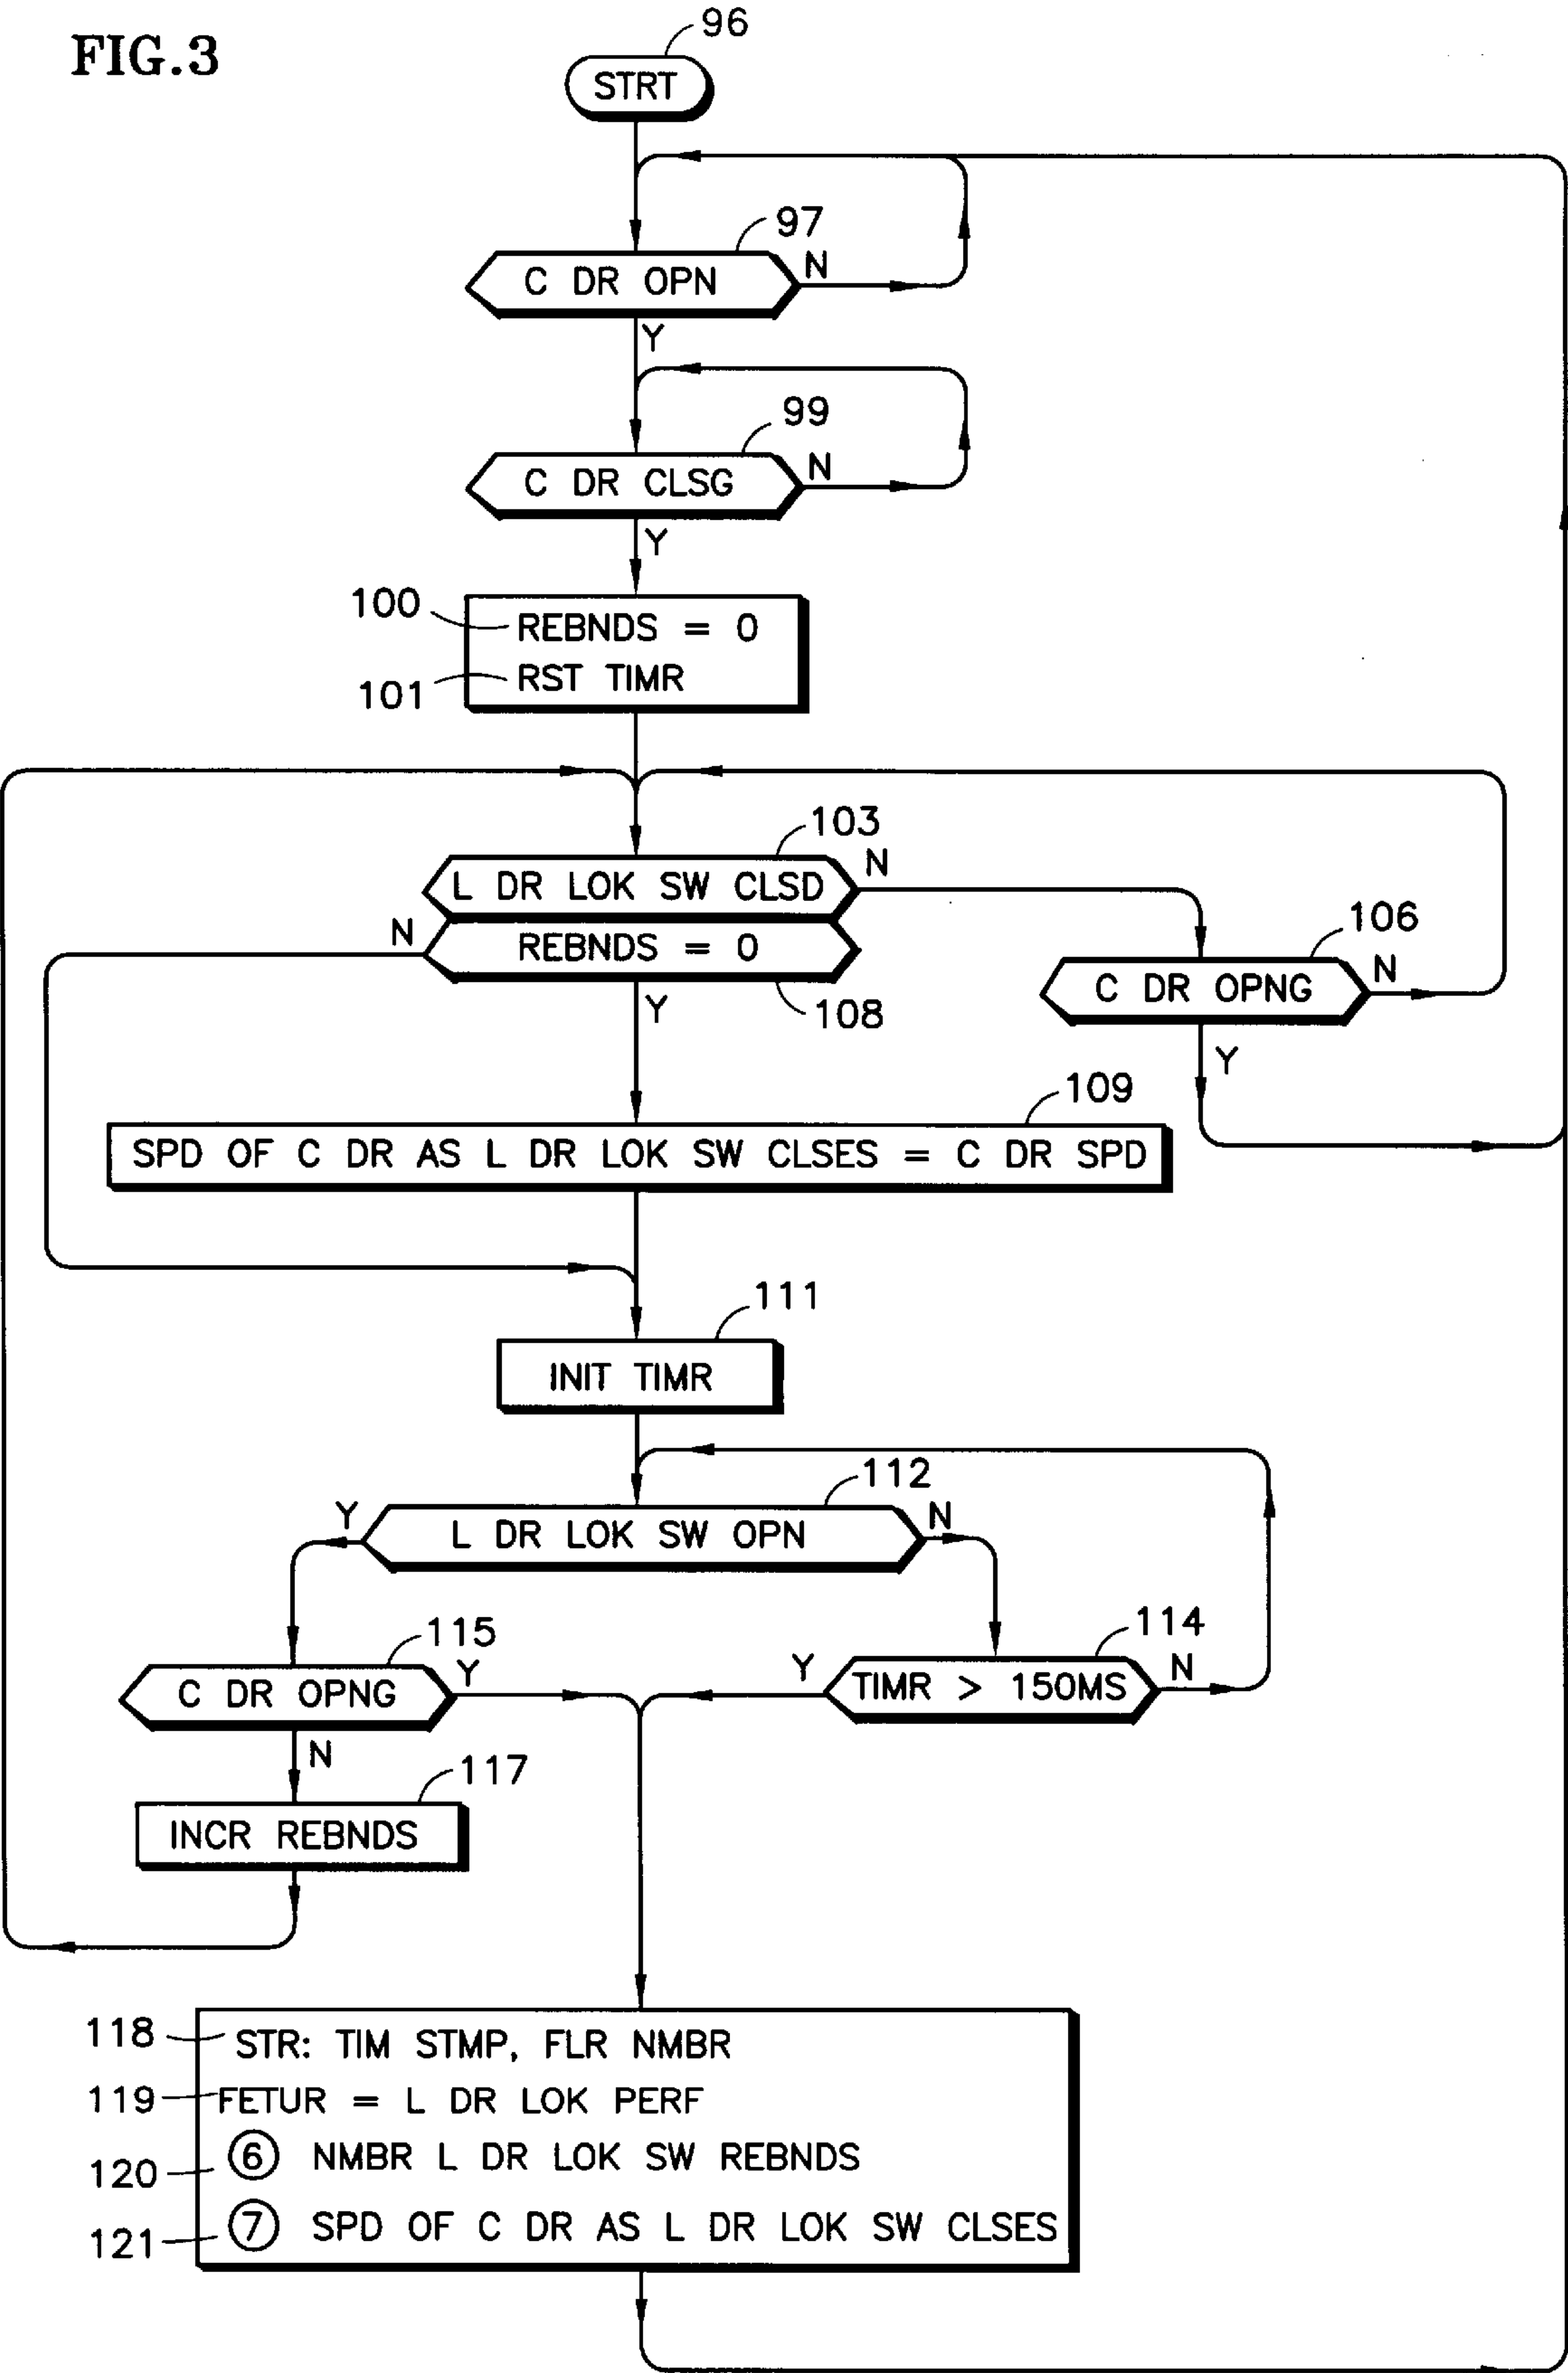 FIG.3
96
STRT
97
C DR OPN
N
Y
99
C DR CLSG
N
Y
100
REBNDS = 0
101
RST TIMR
103
L DR LOK SW CLSD
N
N
REBNDS = 0
106
C DR OPNG
N
108
Y
Y
109
SPD OF C DR AS L DR LOK SW CLSES = C DR SPD
111
INIT TIMR
112
Y
L DR LOK SW OPN
N
115
C DR OPNG
Y
114
Y
TIMR > 150MS
N
N
117
INCR REBNDS
118
STR: TIM STMP, FLR NMBR
119
FETUR = L DR LOK PERF
120
6 NMBR L DR LOK SW REBNDS
121
7 SPD OF C DR AS L DR LOK SW CLSES